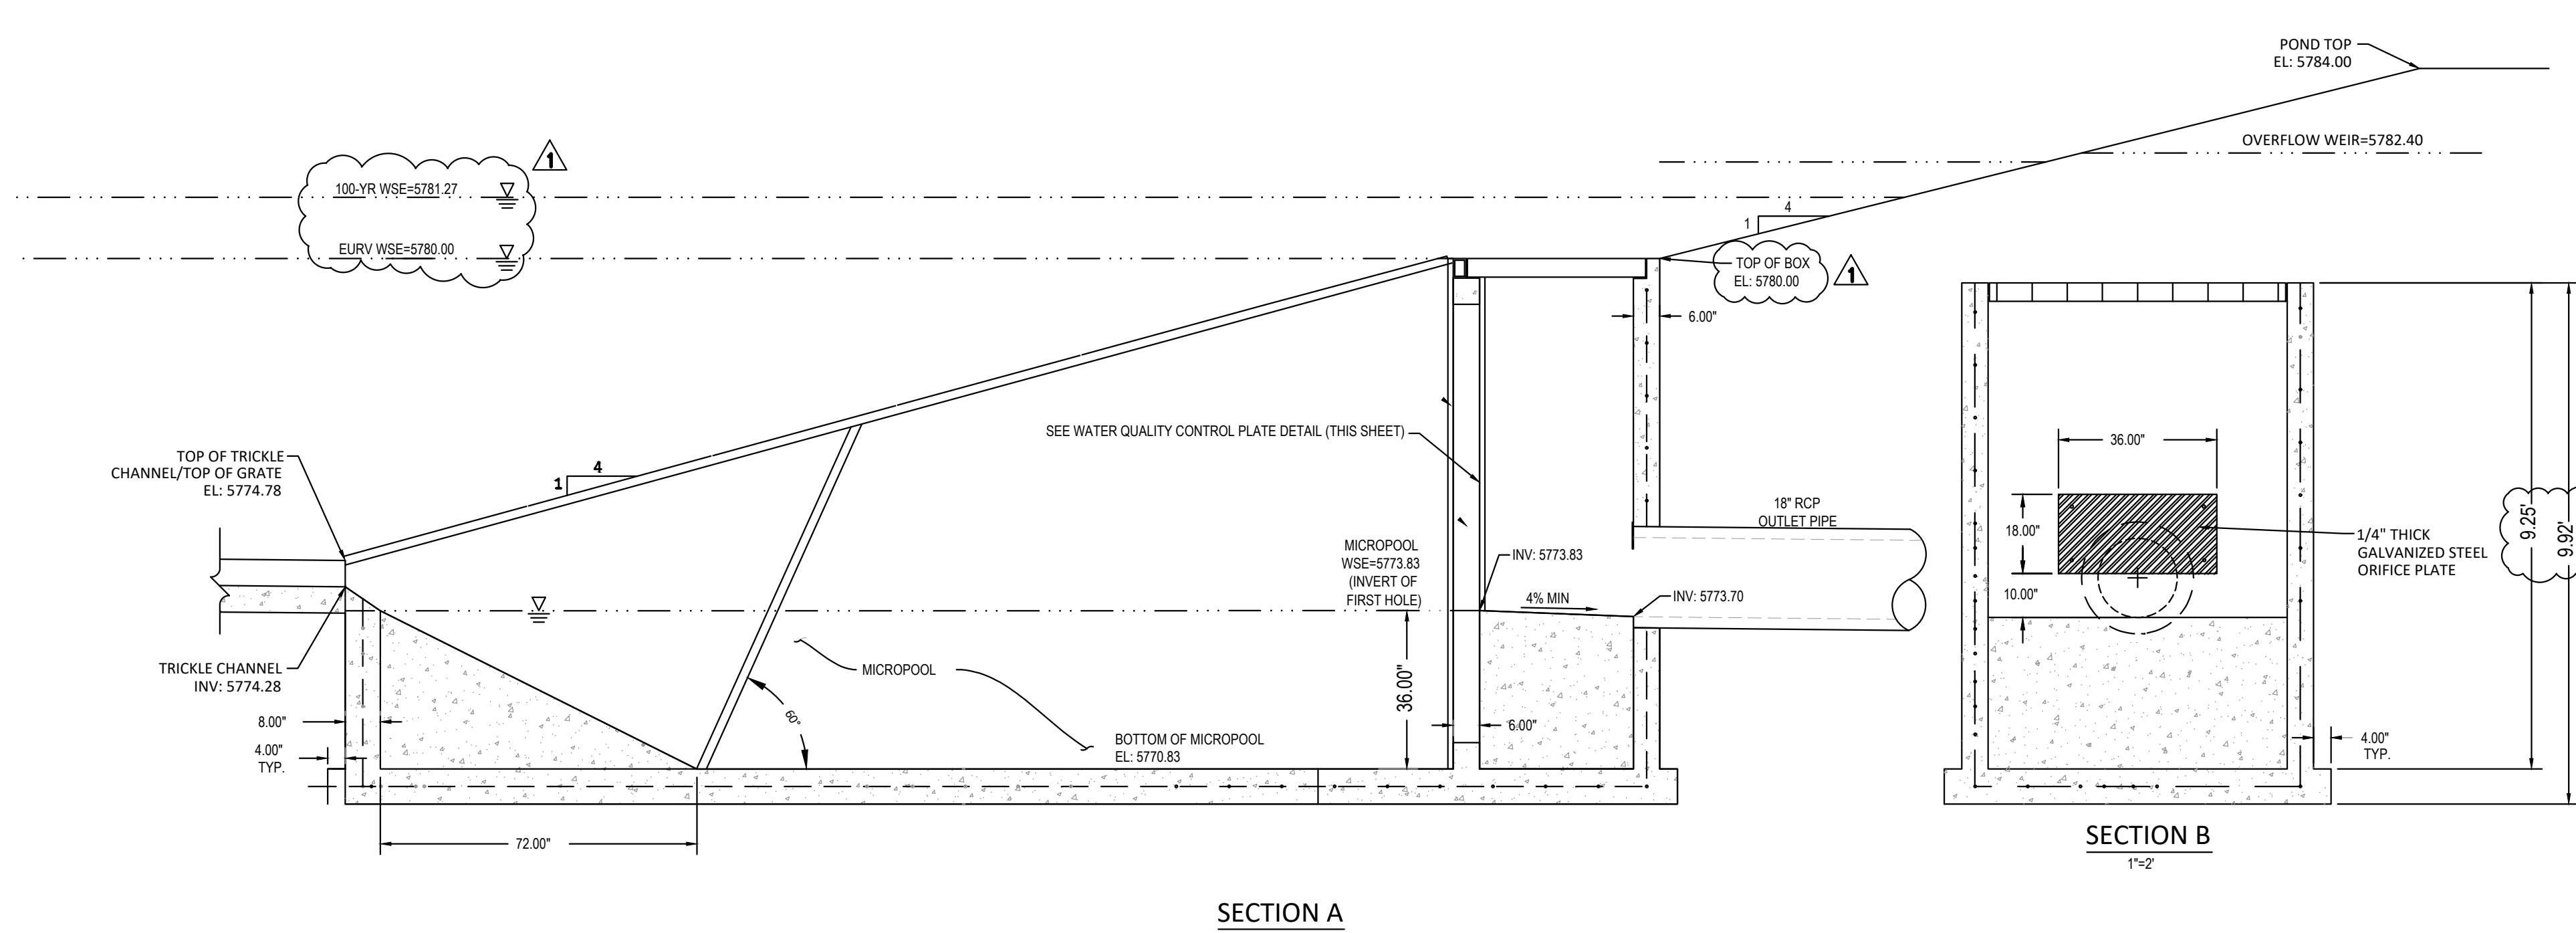 POND TOP
EL: 5784.00
OVERFLOW WEIR=5782.40
1
100-YR WSE=5781.27
EURV WSE=5780.00
4
1
TOP OF BOX
EL: 5780.00
1
6.00"
SEE WATER QUALITY CONTROL PLATE DETAIL (THIS SHEET)
TOP OF TRICKLE
CHANNEL/TOP OF GRATE
EL: 5774.78
4
1
18" RCP
OUTLET PIPE
MICROPOOL
WSE=5773.83
(INVERT OF
FIRST HOLE)
INV: 5773.83
4% MIN
INV: 5773.70
TRICKLE CHANNEL
INV: 5774.28
MICROPOOL
36.00"
60°
8.00"
4.00"
TYP.
6.00"
BOTTOM OF MICROPOOL
EL: 5770.83
72.00"
SECTION A
36.00"
18.00"
10.00"
1/4" THICK
GALVANIZED STEEL
ORIFICE PLATE
9.25'
9.92'
4.00"
TYP.
SECTION B
1"=2'